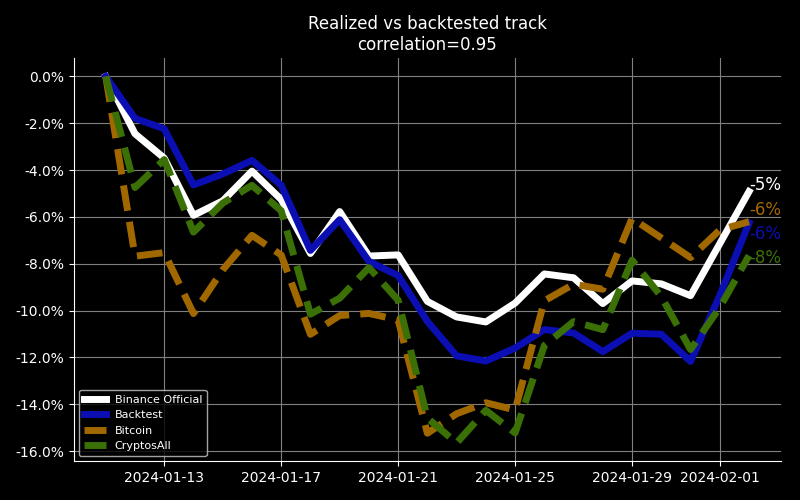 Realized vs backtested track
correlation=0.95
0.0%
-2.0%
-4.0%
-6.0%
-8.0%
-10.0%
-12.0%
-14.0%
-16.0%
-5%
-6%
-6%
-8%
Binance Official
Backtest
Bitcoin
CryptosAll
2024-01-13 2024-01-17 2024-01-21 2024-01-25 2024-01-29 2024-02-01